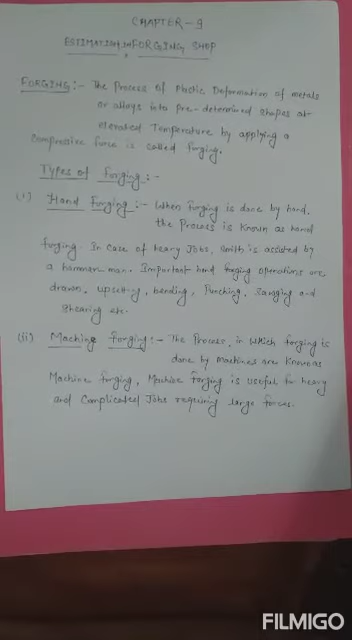 CHAPTER-9
ESTIMATION IN FORGING SHOP
FORGING:- The Process of Plastic Deformation of metals
or alloys into Pre-determined shapes at
elevated Temperature by applying a
Compressive force is called forging.
Types of forging:-
(i) Hand Forging:- When forging is done by hand.
the Process is known as hand
forging. In case of heavy Jobs, smith is assisted by
a hammer man. Important hand forging operations are
drawn, upsetting, bending, Punching, and
Shearing etc.
(ii) Machine forging:- The Process, in which forging is
done by Machines are known as
Machine forging, Machine forging is useful for heavy
and Complicated Jobs requiring large forces.
FILMIGO